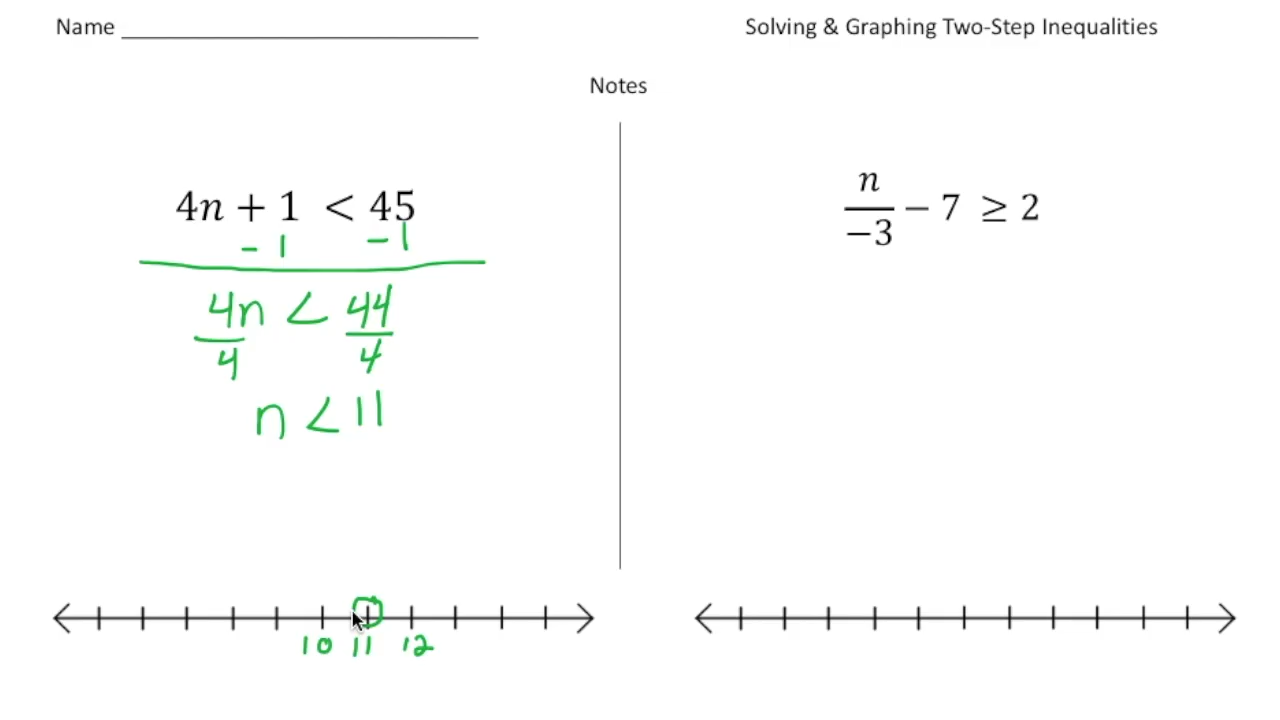 Name ______________________________
Solving & Graphing Two-Step Inequalities
Notes
4n + 1 < 45
- 1 - 1
4n < 44
4 4
n < 11
10 11 12
n
−3 − 7 ≥ 2